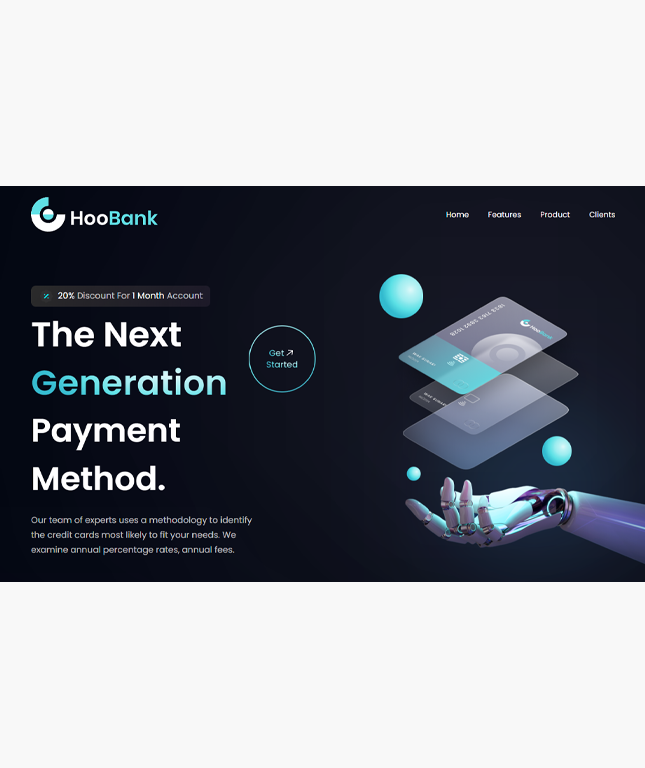 HooBank
Home Features Product Clients
20% Discount For 1 Month Account
The Next
Generation
Payment
Method.
Get
Started
Our team of experts uses a methodology to identify
the credit cards most likely to fit your needs. We
examine annual percentage rates, annual fees.
HooBank